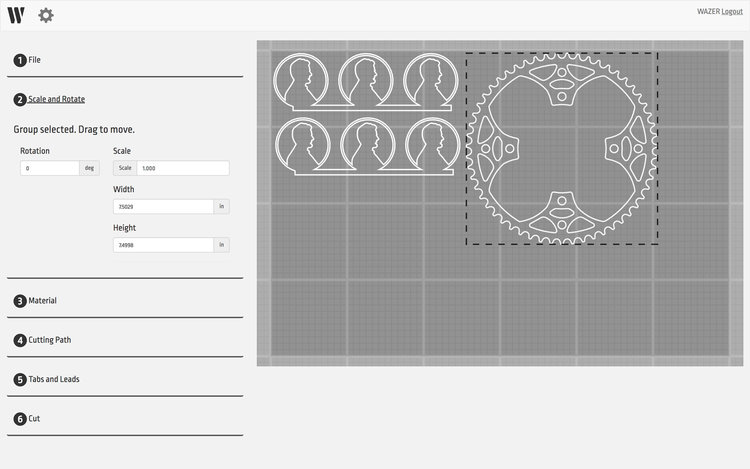 W
WAZER Logout
1 File
2 Scale and Rotate
Group selected. Drag to move.
Rotation
Scale
0 deg
Scale 1.000
Width
7.5029 in
Height
7.4998 in
3 Material
4 Cutting Path
5 Tabs and Leads
6 Cut